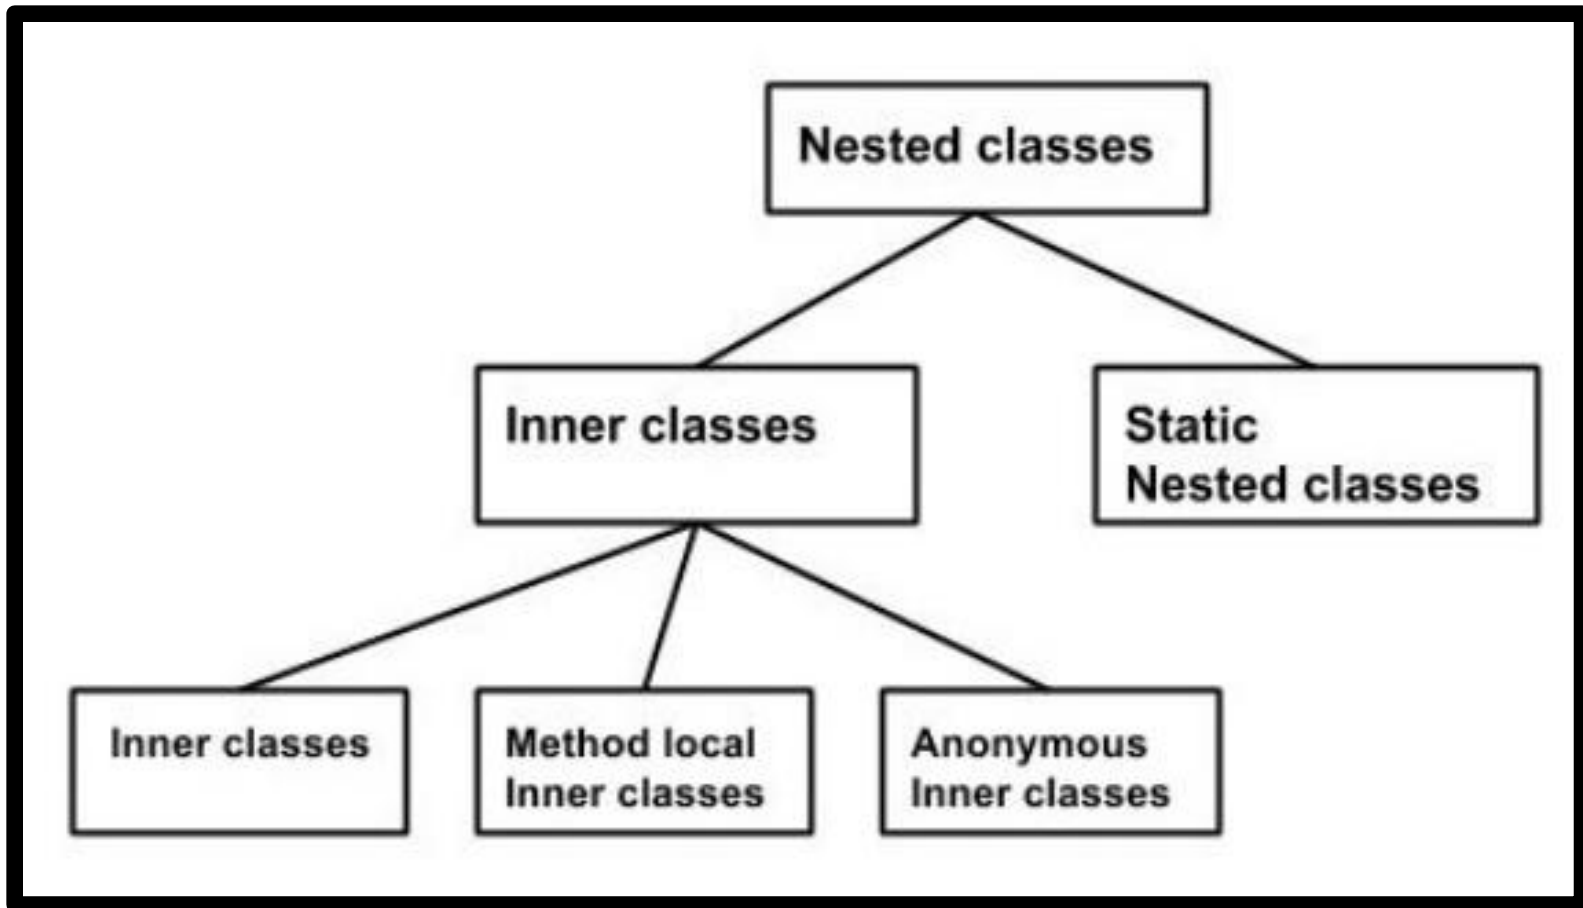 Nested classes
Inner classes
Static
Nested classes
Inner classes
Method local
Inner classes
Anonymous
Inner classes